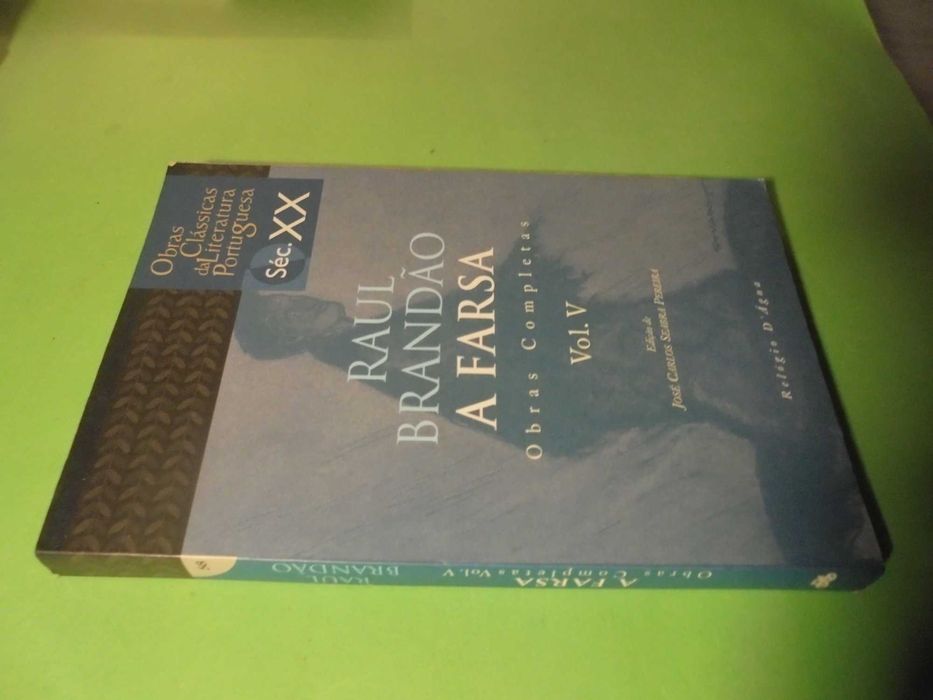 Obras
Clássicas
da Literatura
Portuguesa
Séc. XX
RAUL
BRANDÃO
A FARSA
Obras Completas
Vol. V
Edição de
JOSÉ CARLOS SEABRA PEREIRA
Relógio D'Água
RAUL
BRANDÃO
A FARSA
Obras Completas Vol. V